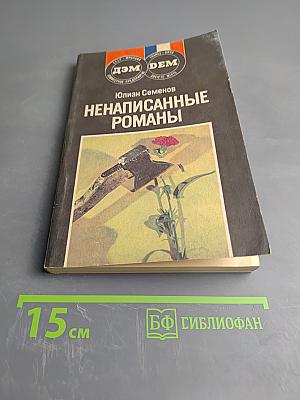 ДЭМ DEM
Юлиан Семенов
НЕНАПИСАННЫЕ
РОМАНЫ
15 см
БФ БИБЛИОФАН